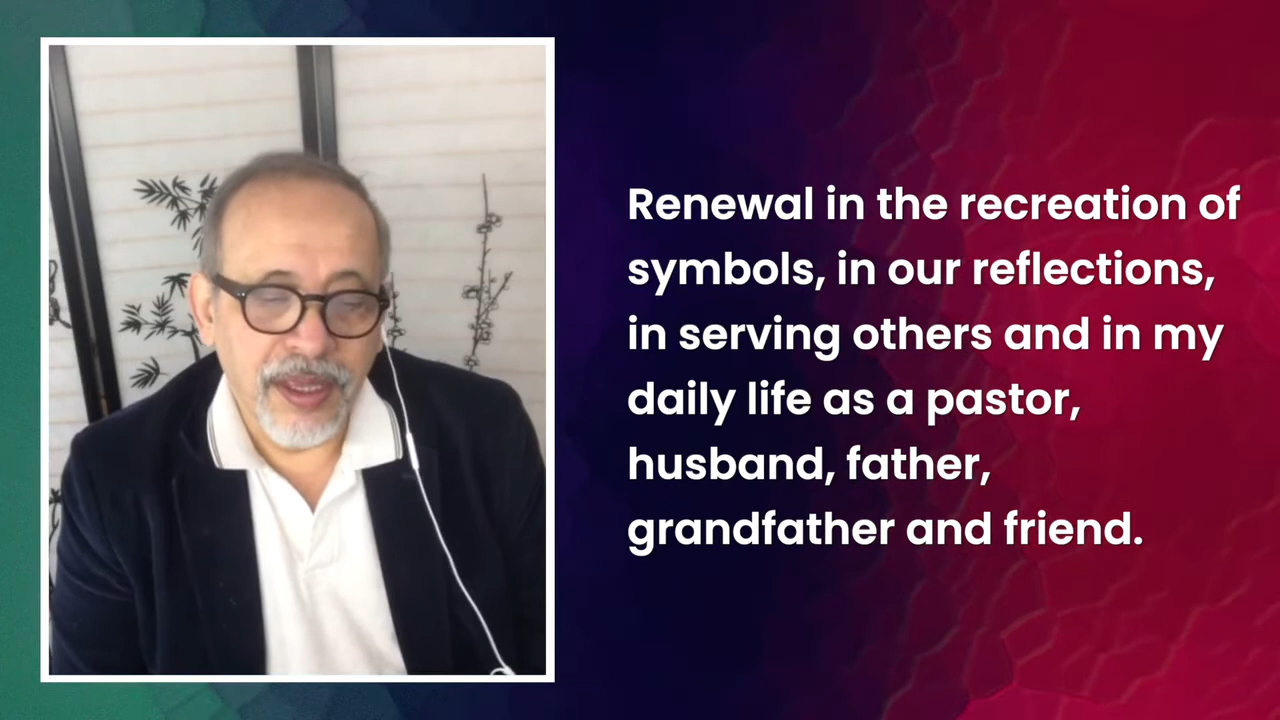 Renewal in the recreation of
symbols, in our reflections,
in serving others and in my
daily life as a pastor,
husband, father,
grandfather and friend.